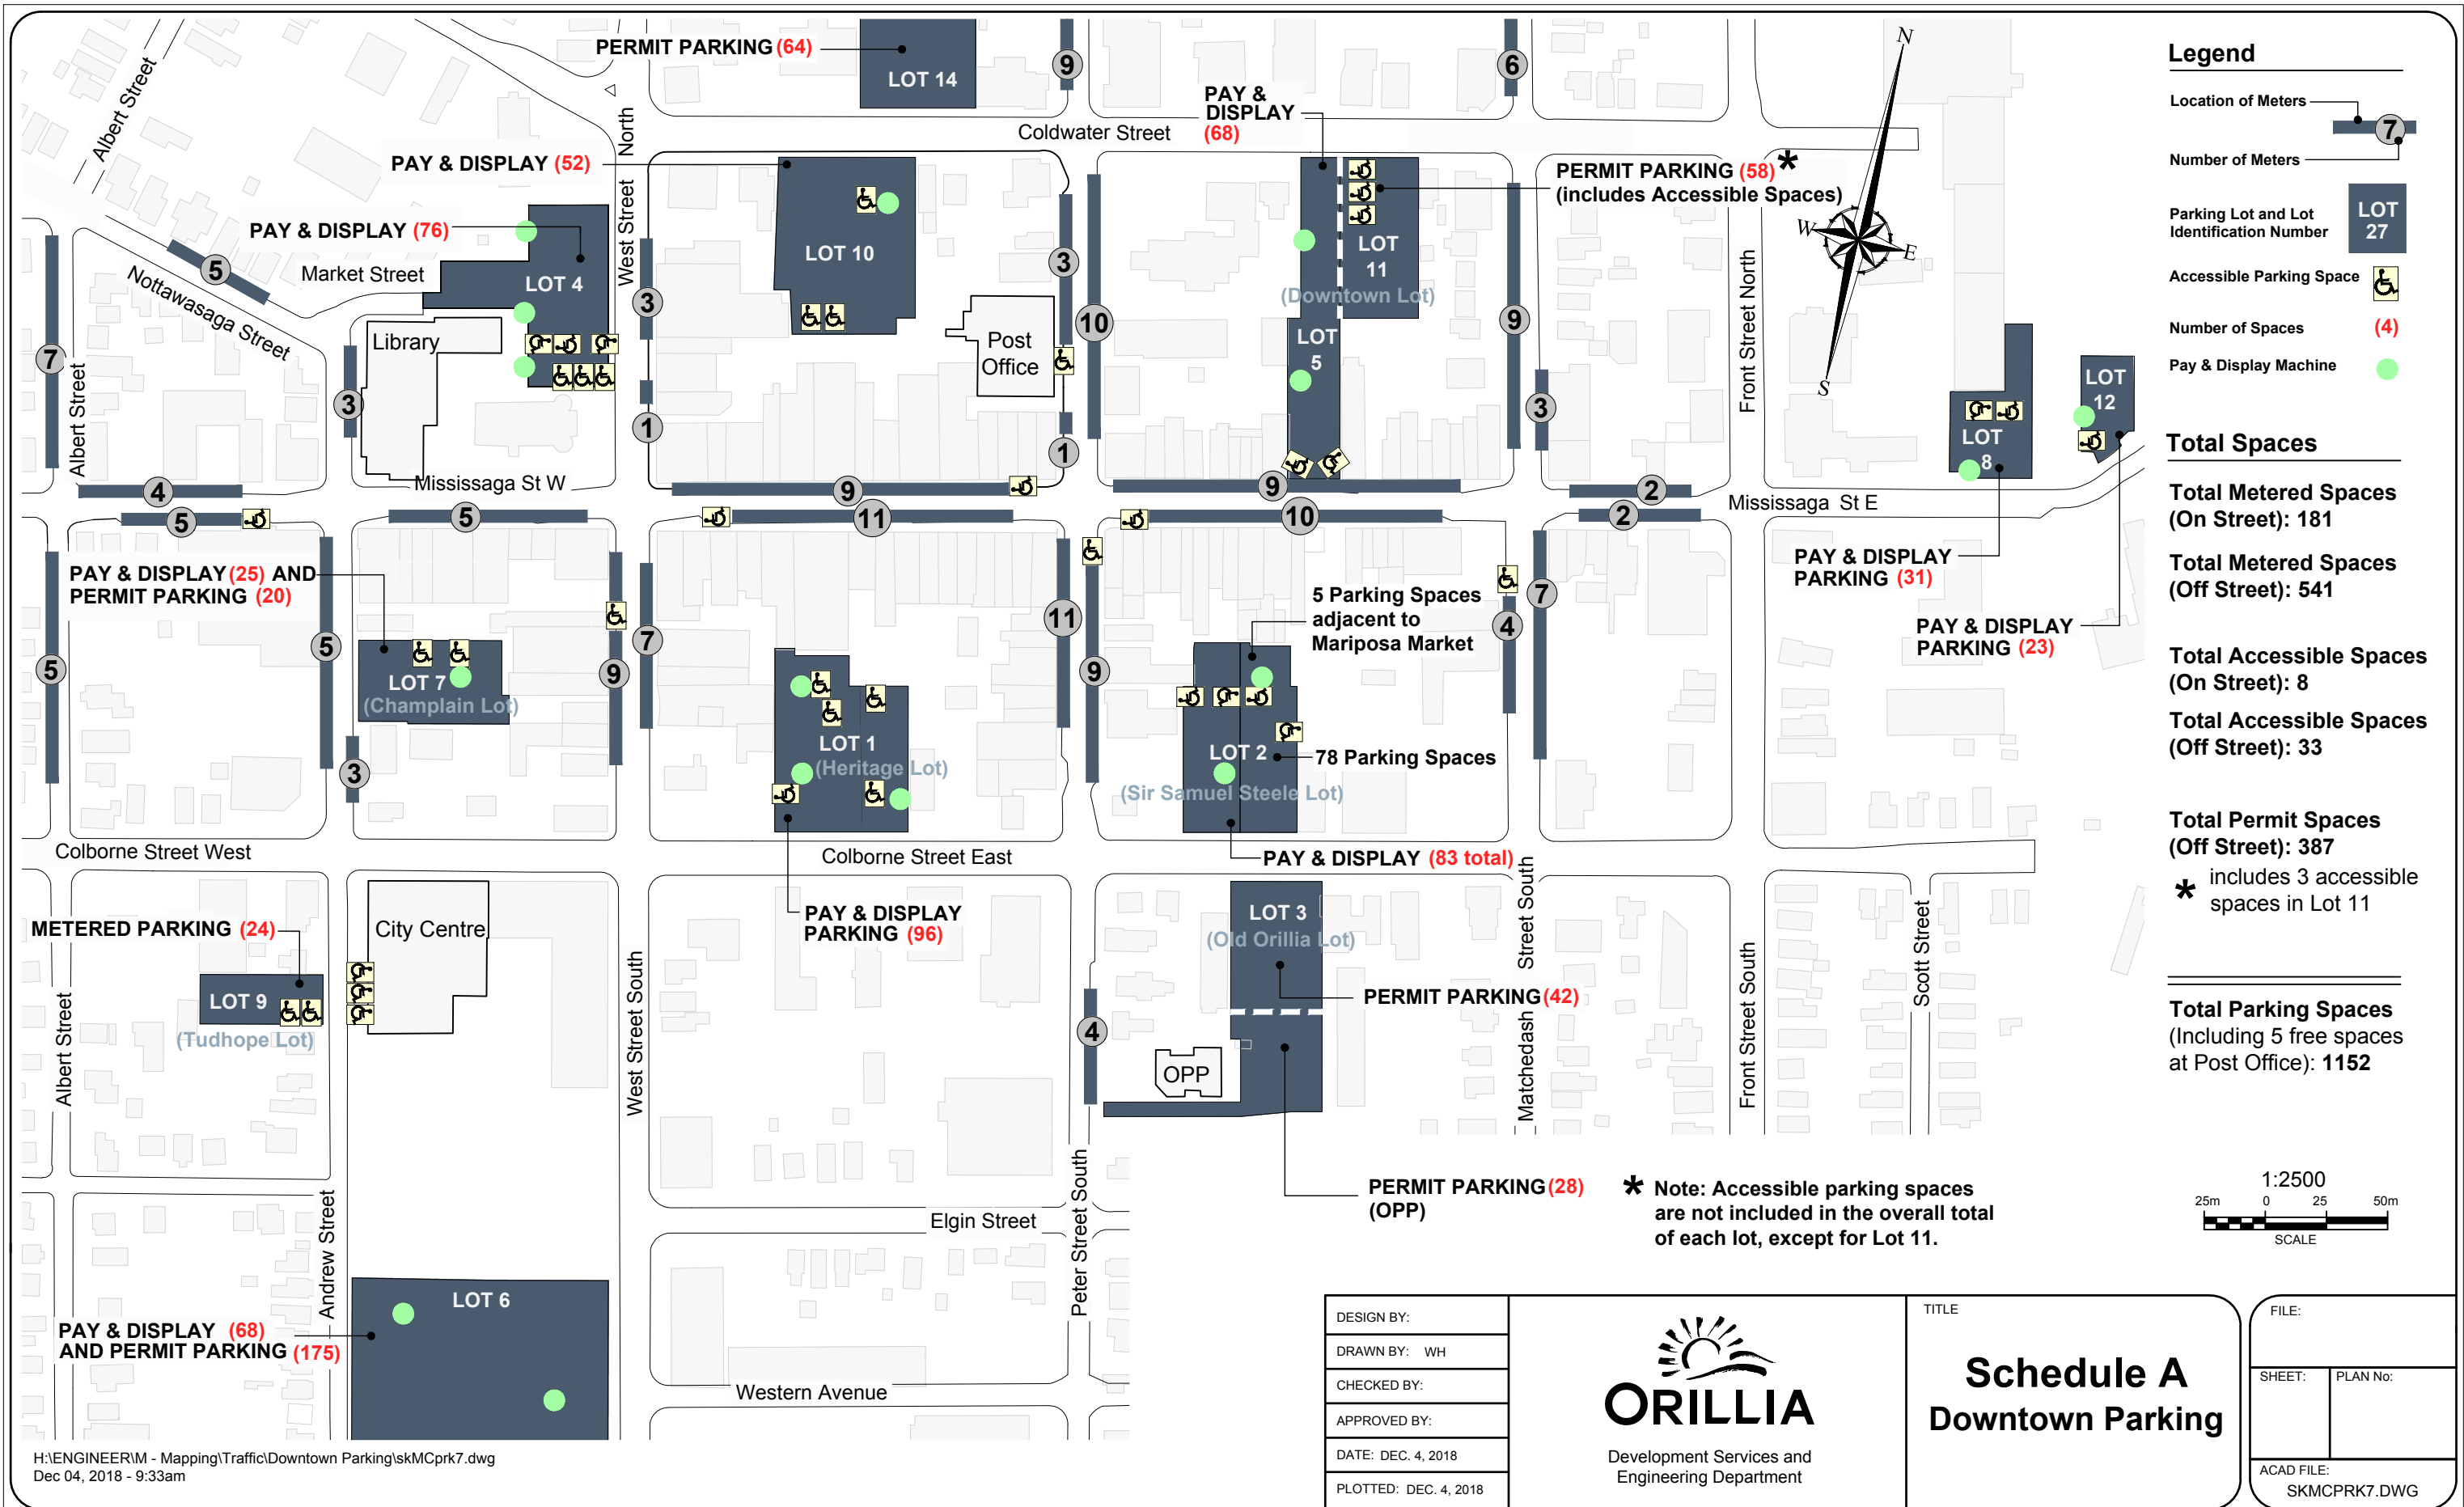 PERMIT PARKING (64)
LOT 14
9
6
PAY &
DISPLAY
(68)
Coldwater Street
Albert Street
West Street North
PAY & DISPLAY (52)
PERMIT PARKING (58) *
(includes Accessible Spaces)
PAY & DISPLAY (76)
LOT 10
LOT
11
(Downtown Lot)
LOT 4
Market Street
5
Nottawasaga Street
3
3
10
9
Front Street North
N
W
E
S
Library
Post
Office
LOT
5
7
Albert Street
3
1
1
3
LOT
8
LOT
12
4
Mississaga St W
9
9
2
Mississaga St E
5
5
11
10
2
PAY & DISPLAY (25) AND
PERMIT PARKING (20)
PAY & DISPLAY
PARKING (31)
PAY & DISPLAY
PARKING (23)
5 Parking Spaces
adjacent to
Mariposa Market
5
5
9
7
11
9
4
7
LOT 7
(Champlain Lot)
3
LOT 1
(Heritage Lot)
LOT 2
78 Parking Spaces
(Sir Samuel Steele Lot)
Colborne Street West
Colborne Street East
PAY & DISPLAY (83 total)
METERED PARKING (24)
City Centre
PAY & DISPLAY
PARKING (96)
LOT 3
(Old Orillia Lot)
PERMIT PARKING (42)
LOT 9
(Tudhope Lot)
Albert Street
West Street South
4
OPP
Matchedash Street South
Front Street South
Scott Street
PERMIT PARKING (28)
(OPP)
* Note: Accessible parking spaces
are not included in the overall total
of each lot, except for Lot 11.
Elgin Street
Andrew Street
Peter Street South
LOT 6
PAY & DISPLAY (68)
AND PERMIT PARKING (175)
Western Avenue
Legend
Location of Meters
7
Number of Meters
Parking Lot and Lot
Identification Number
LOT
27
Accessible Parking Space
Number of Spaces (4)
Pay & Display Machine
Total Spaces
Total Metered Spaces
(On Street): 181
Total Metered Spaces
(Off Street): 541
Total Accessible Spaces
(On Street): 8
Total Accessible Spaces
(Off Street): 33
Total Permit Spaces
(Off Street): 387
* includes 3 accessible
spaces in Lot 11
Total Parking Spaces
(Including 5 free spaces
at Post Office): 1152
1:2500
25m 0 25 50m
SCALE
DESIGN BY:
DRAWN BY: WH
CHECKED BY:
APPROVED BY:
DATE: DEC. 4, 2018
PLOTTED: DEC. 4, 2018
ORILLIA
Development Services and
Engineering Department
TITLE
Schedule A
Downtown Parking
FILE:
SHEET:
PLAN No:
ACAD FILE:
SKMCPRK7.DWG
H:\ENGINEER\M - Mapping\Traffic\Downtown Parking\skMCprk7.dwg
Dec 04, 2018 - 9:33am